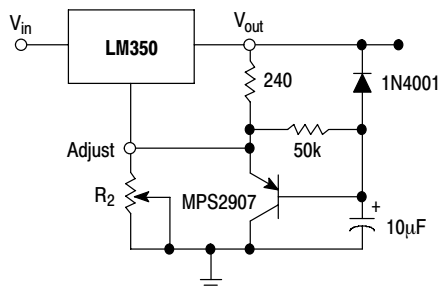 Vin
LM350
Vout
240
1N4001
Adjust
50k
R2
MPS2907
+
10µF